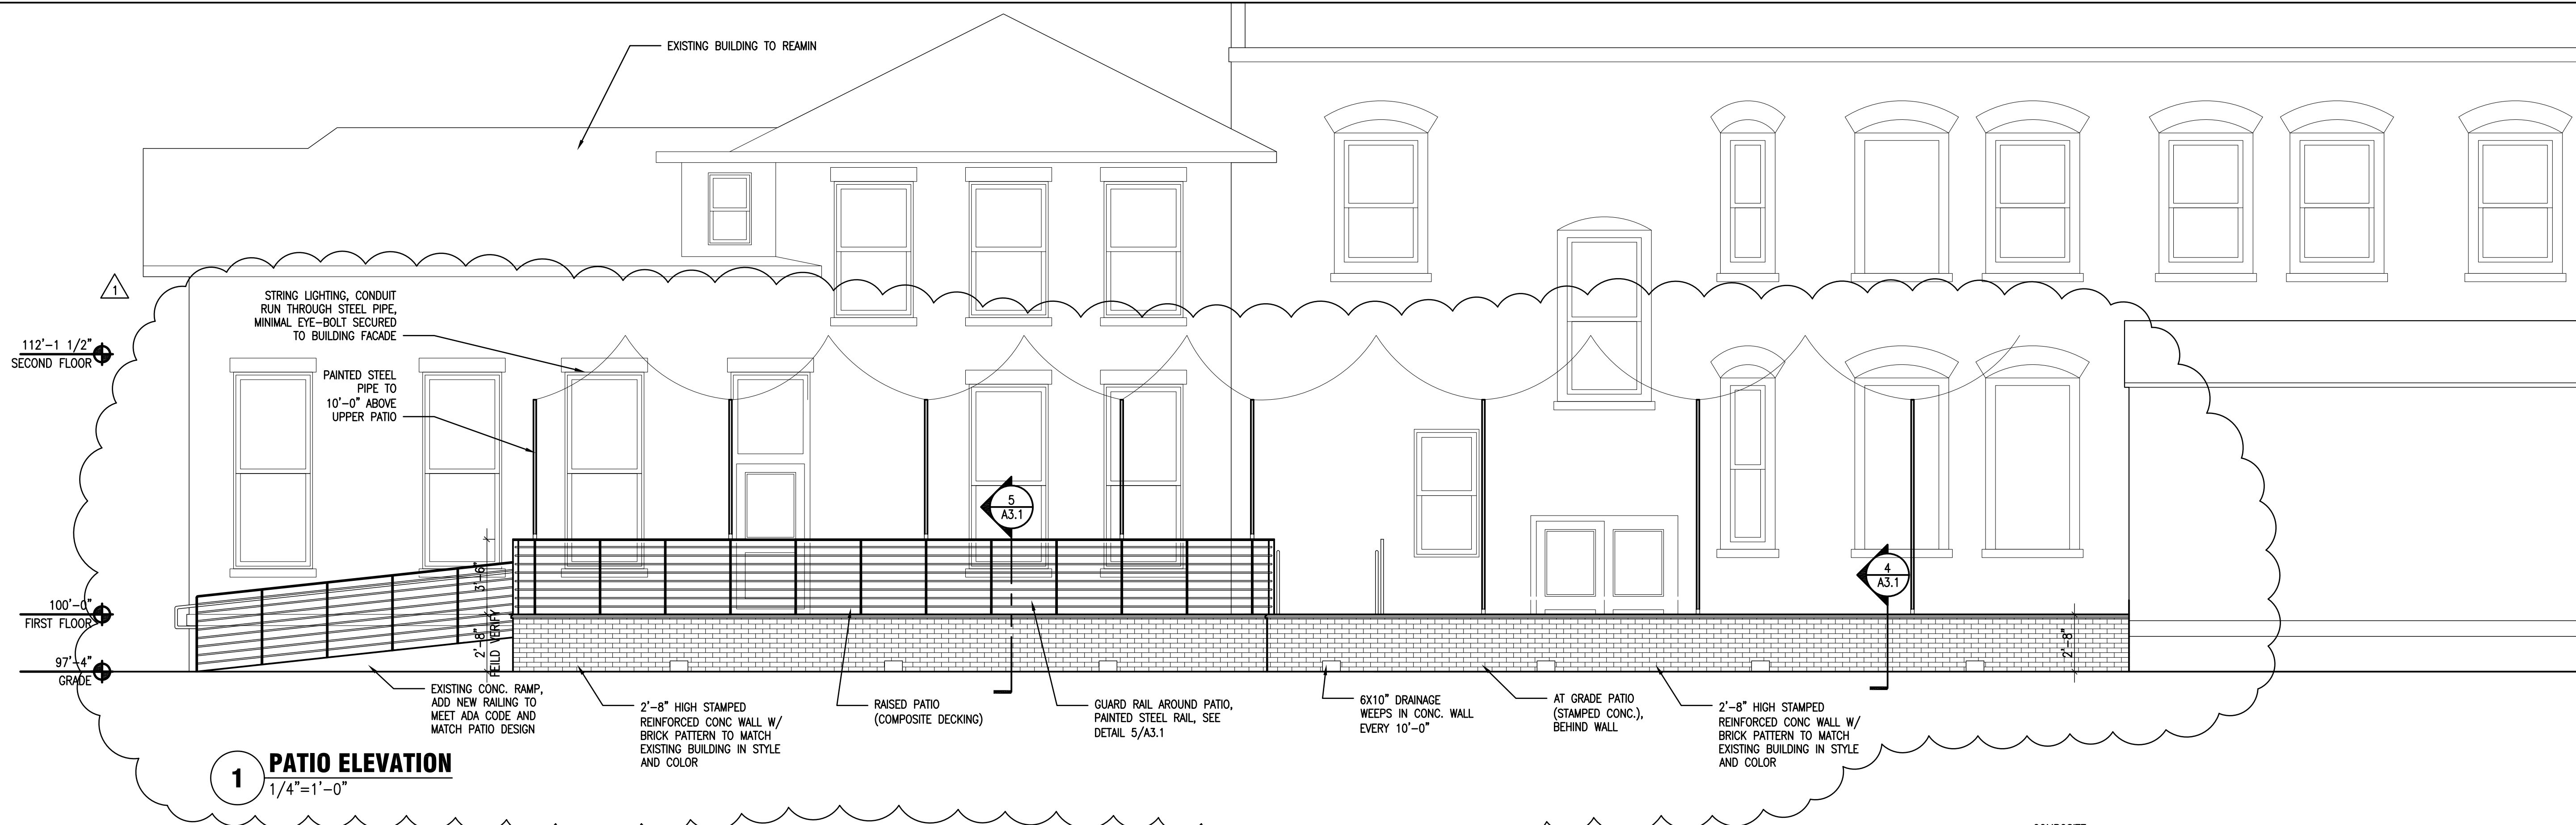 EXISTING BUILDING TO REAMIN
1
STRING LIGHTING, CONDUIT
RUN THROUGH STEEL PIPE,
MINIMAL EYE-BOLT SECURED
TO BUILDING FACADE
112'-1 1/2"
SECOND FLOOR
PAINTED STEEL
PIPE TO
10'-0" ABOVE
UPPER PATIO
5
A3.1
4
A3.1
3'-6"
100'-0"
FIRST FLOOR
2'-8"
FEILD VERIFY
2'-8"
97'-4"
GRADE
EXISTING CONC. RAMP,
ADD NEW RAILING TO
MEET ADA CODE AND
MATCH PATIO DESIGN
2'-8" HIGH STAMPED
REINFORCED CONC WALL W/
BRICK PATTERN TO MATCH
EXISTING BUILDING IN STYLE
AND COLOR
RAISED PATIO
(COMPOSITE DECKING)
GUARD RAIL AROUND PATIO,
PAINTED STEEL RAIL, SEE
DETAIL 5/A3.1
6X10" DRAINAGE
WEEPS IN CONC. WALL
EVERY 10'-0"
AT GRADE PATIO
(STAMPED CONC.),
BEHIND WALL
2'-8" HIGH STAMPED
REINFORCED CONC WALL W/
BRICK PATTERN TO MATCH
EXISTING BUILDING IN STYLE
AND COLOR
1
PATIO ELEVATION
1/4"=1'-0"